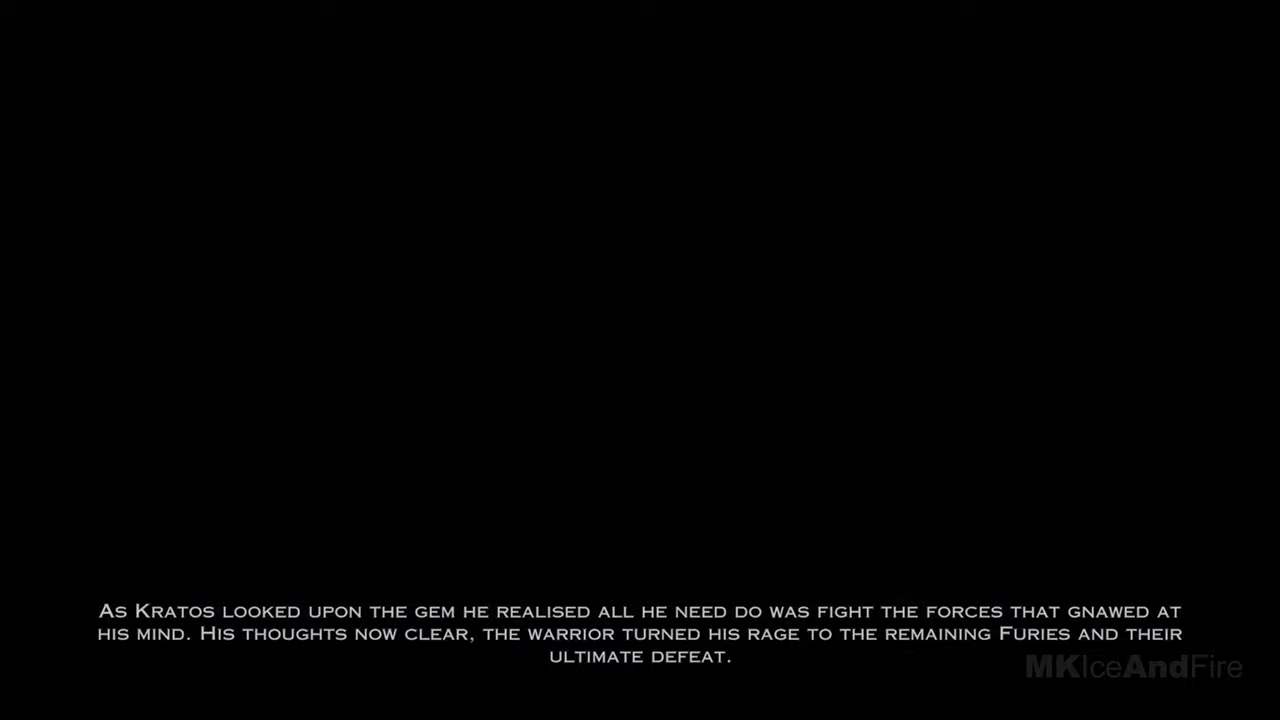 As Kratos looked upon the gem he realised all he need do was fight the forces that gnawed at
his mind. His thoughts now clear, the warrior turned his rage to the remaining Furies and their
ultimate defeat.
MKIceAndFire